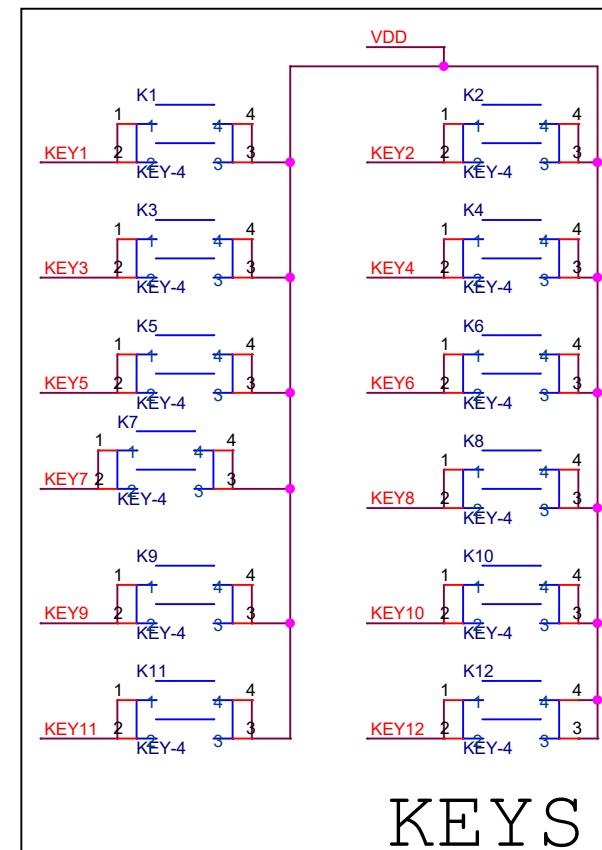 VDD
K1
K2
1 1 4 4
1 1 4 4
KEY1 2 2 3 3
KEY2 2 2 3 3
KEY-4
KEY-4
K3
K4
1 1 4 4
1 1 4 4
KEY3 2 2 3 3
KEY4 2 2 3 3
KEY-4
KEY-4
K5
K6
1 1 4 4
1 1 4 4
KEY5 2 2 3 3
KEY6 2 2 3 3
KEY-4
KEY-4
K7
1 1 4 4
KEY7 2 2 3 3
KEY-4
K8
1 1 4 4
KEY8 2 2 3 3
KEY-4
K9
K10
1 1 4 4
1 1 4 4
KEY9 2 2 3 3
KEY10 2 2 3 3
KEY-4
KEY-4
K11
K12
1 1 4 4
1 1 4 4
KEY11 2 2 3 3
KEY12 2 2 3 3
KEY-4
KEY-4
KEYS